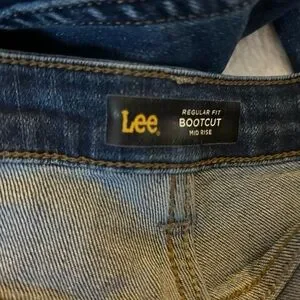 Lee.
REGULAR FIT
BOOTCUT
MID RISE